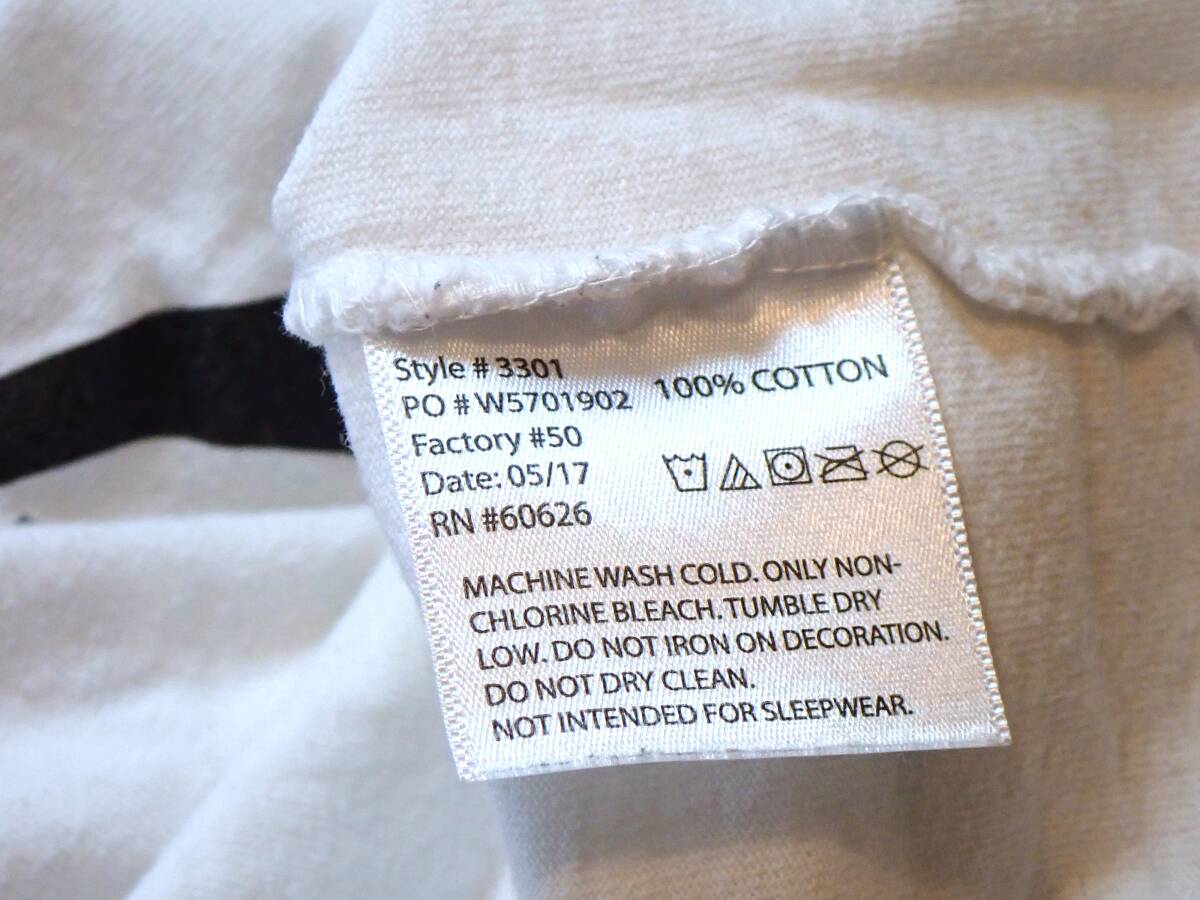 Style # 3301
PO # W5701902
100% COTTON
Factory #50
Date: 05/17
RN #60626
MACHINE WASH COLD. ONLY NON-
CHLORINE BLEACH. TUMBLE DRY
LOW. DO NOT IRON ON DECORATION.
DO NOT DRY CLEAN.
NOT INTENDED FOR SLEEPWEAR.